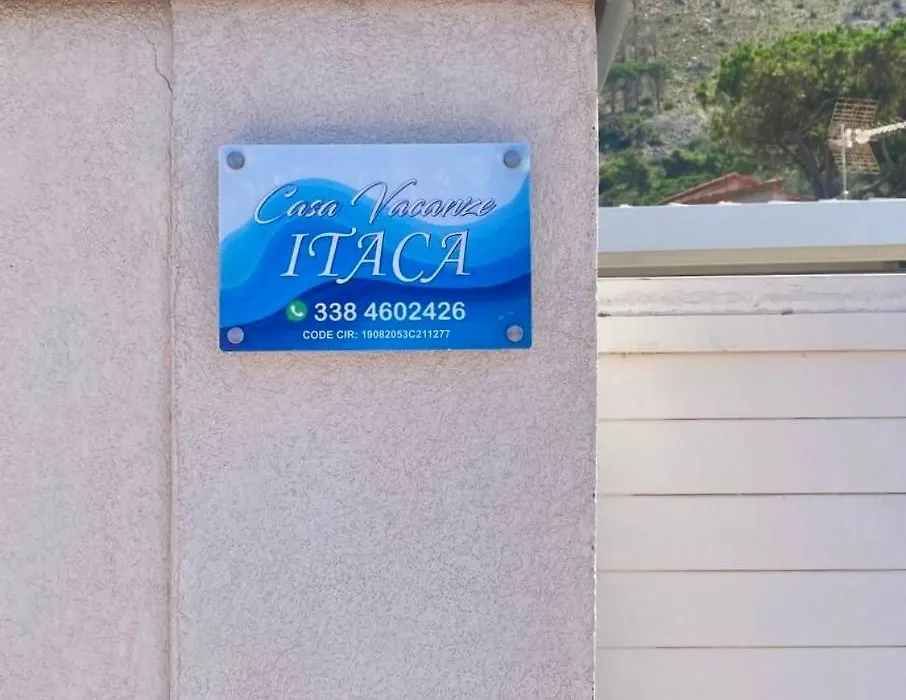 Casa Vacanze
ITACA
338 4602426
CODE CIR: 19082053C211277